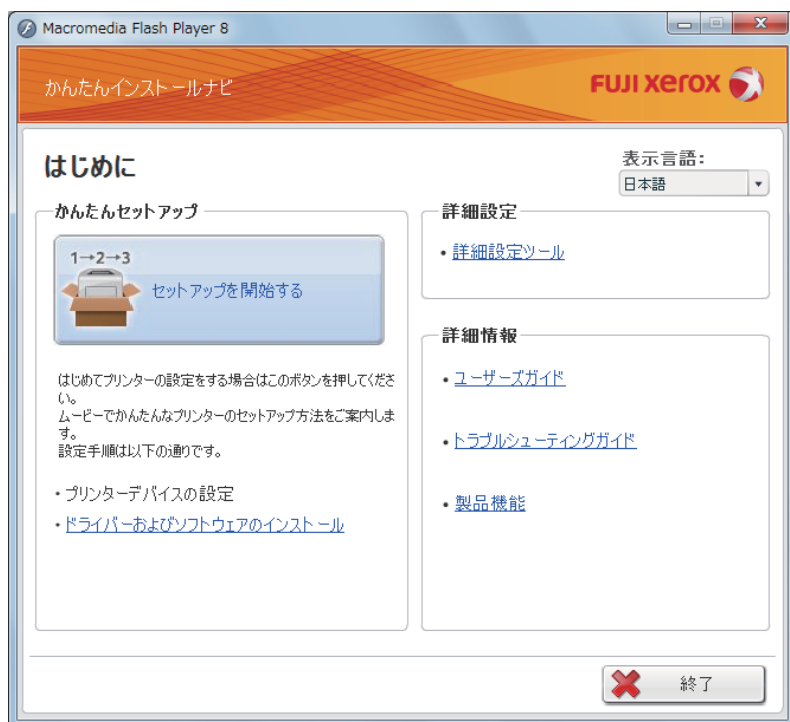 Macromedia Flash Player 8
かんたんインストールナビ
FUJI xerox
はじめに
表示言語:
日本語
かんたんセットアップ
1→2→3
セットアップを開始する
はじめてプリンターの設定をする場合はこのボタンを押してくださ
い。
ムービーでかんたんなプリンターのセットアップ方法をご案内しま
す。
設定手順は以下の通りです。
・プリンターデバイスの設定
・ドライバーおよびソフトウェアのインストール
詳細設定
• 詳細設定ツール
詳細情報
• ユーザーズガイド
• トラブルシューティングガイド
• 製品機能
終了